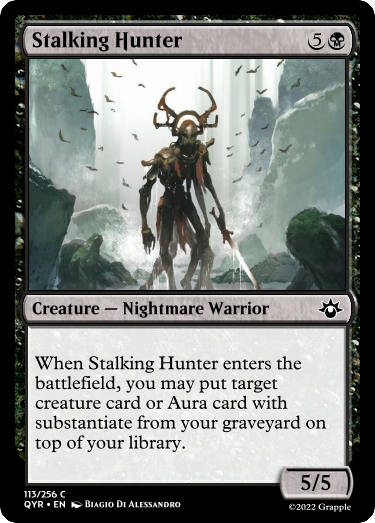 Stalking Hunter 5
Creature — Nightmare Warrior
When Stalking Hunter enters the
battlefield, you may put target
creature card or Aura card with
substantiate from your graveyard on
top of your library.
5/5
113/256 C
QYR • EN Biagio Di Alessandro
©2022 Grapple